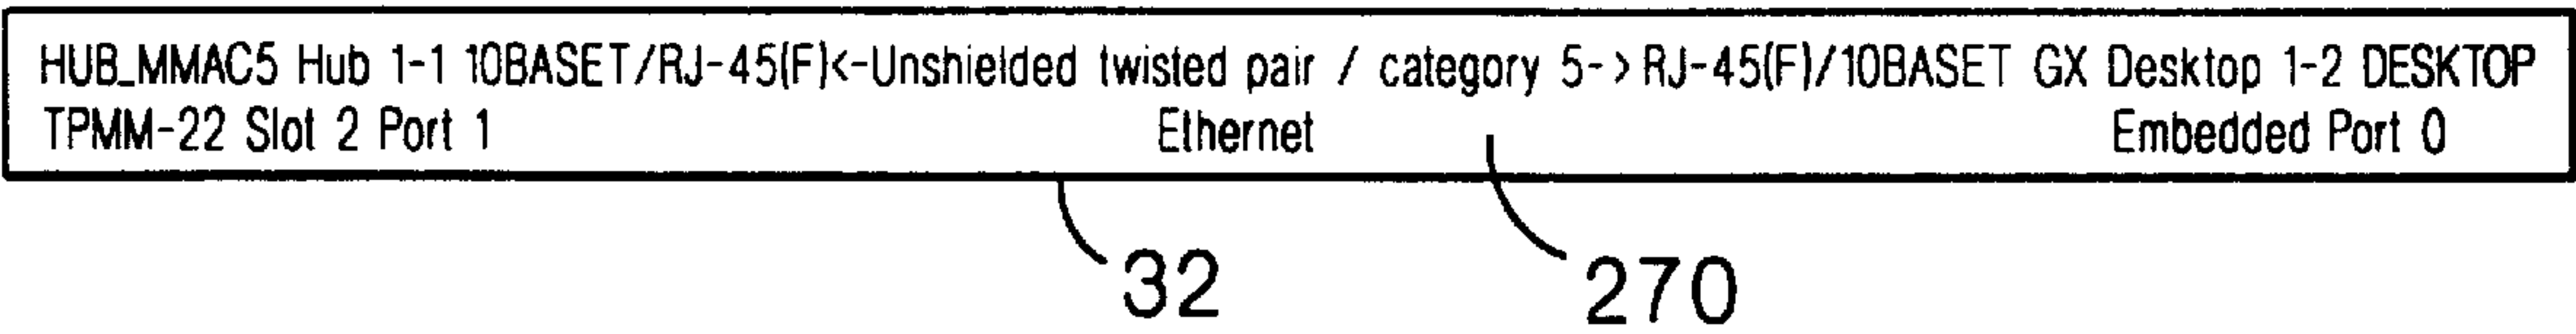 HUB_MMAC5 Hub 1-1 10BASET/RJ-45(F)<-Unshielded twisted pair / category 5->RJ-45(F)/10BASET GX Desktop 1-2 DESKTOP
TPMM-22 Slot 2 Port 1 Ethernet Embedded Port 0
32 270